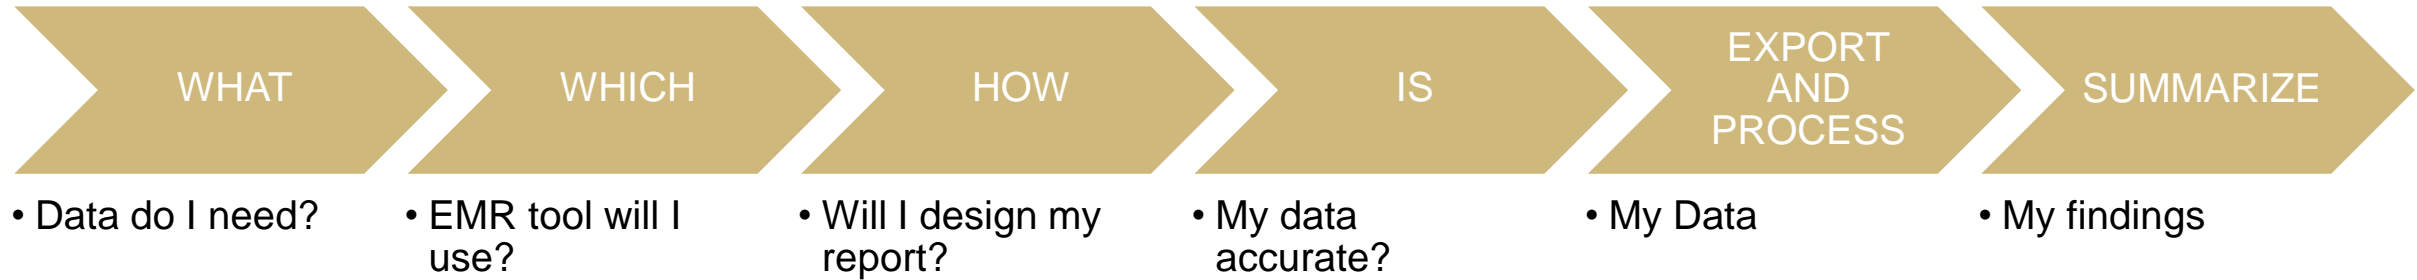 WHAT
• Data do I need?
WHICH
• EMR tool will I
use?
HOW
• Will I design my
report?
IS
• My data
accurate?
EXPORT
AND
PROCESS
• My Data
SUMMARIZE
• My findings